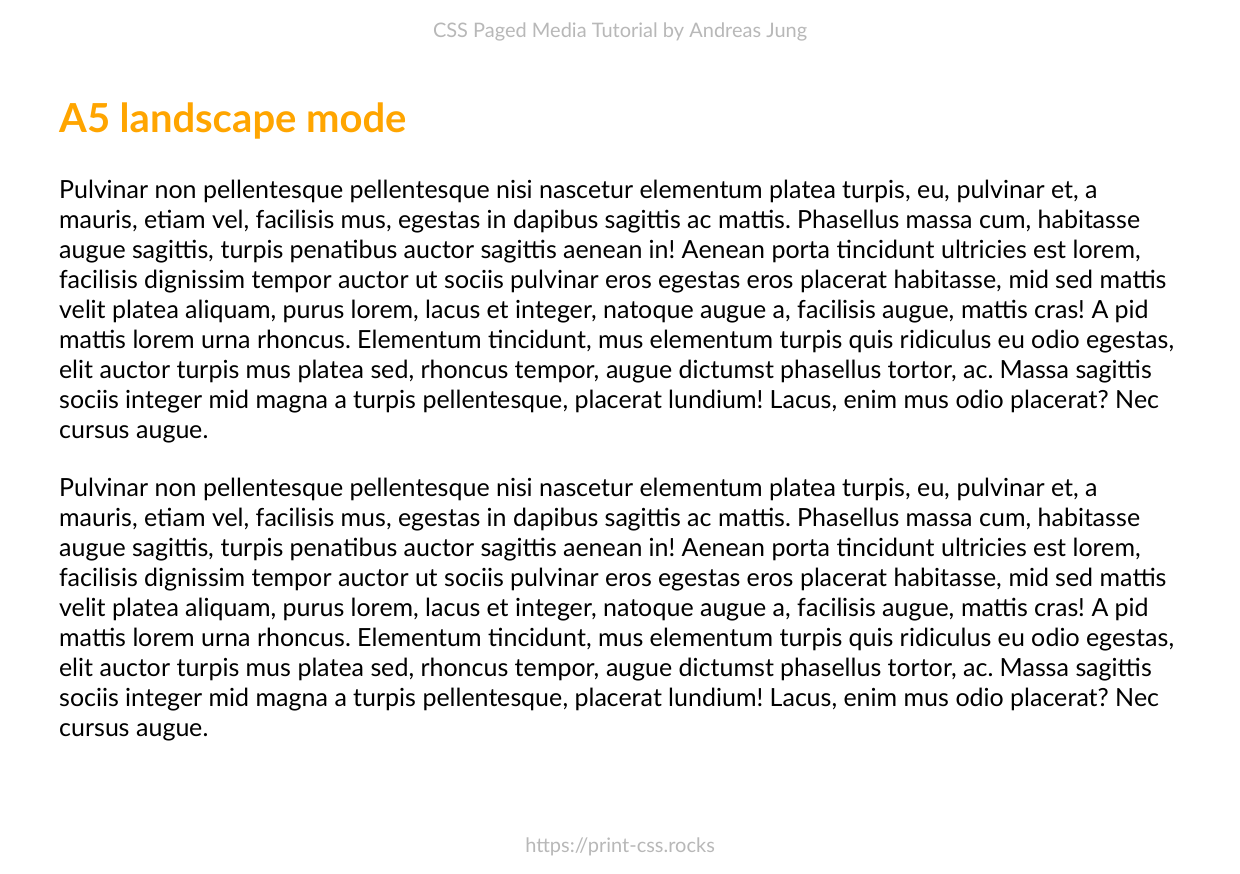 CSS Paged Media Tutorial by Andreas Jung
A5 landscape mode
Pulvinar non pellentesque pellentesque nisi nascetur elementum platea turpis, eu, pulvinar et, a
mauris, etiam vel, facilisis mus, egestas in dapibus sagittis ac mattis. Phasellus massa cum, habitasse
augue sagittis, turpis penatibus auctor sagittis aenean in! Aenean porta tincidunt ultricies est lorem,
facilisis dignissim tempor auctor ut sociis pulvinar eros egestas eros placerat habitasse, mid sed mattis
velit platea aliquam, purus lorem, lacus et integer, natoque augue a, facilisis augue, mattis cras! A pid
mattis lorem urna rhoncus. Elementum tincidunt, mus elementum turpis quis ridiculus eu odio egestas,
elit auctor turpis mus platea sed, rhoncus tempor, augue dictumst phasellus tortor, ac. Massa sagittis
sociis integer mid magna a turpis pellentesque, placerat lundium! Lacus, enim mus odio placerat? Nec
cursus augue.
Pulvinar non pellentesque pellentesque nisi nascetur elementum platea turpis, eu, pulvinar et, a
mauris, etiam vel, facilisis mus, egestas in dapibus sagittis ac mattis. Phasellus massa cum, habitasse
augue sagittis, turpis penatibus auctor sagittis aenean in! Aenean porta tincidunt ultricies est lorem,
facilisis dignissim tempor auctor ut sociis pulvinar eros egestas eros placerat habitasse, mid sed mattis
velit platea aliquam, purus lorem, lacus et integer, natoque augue a, facilisis augue, mattis cras! A pid
mattis lorem urna rhoncus. Elementum tincidunt, mus elementum turpis quis ridiculus eu odio egestas,
elit auctor turpis mus platea sed, rhoncus tempor, augue dictumst phasellus tortor, ac. Massa sagittis
sociis integer mid magna a turpis pellentesque, placerat lundium! Lacus, enim mus odio placerat? Nec
cursus augue.
https://print-css.rocks